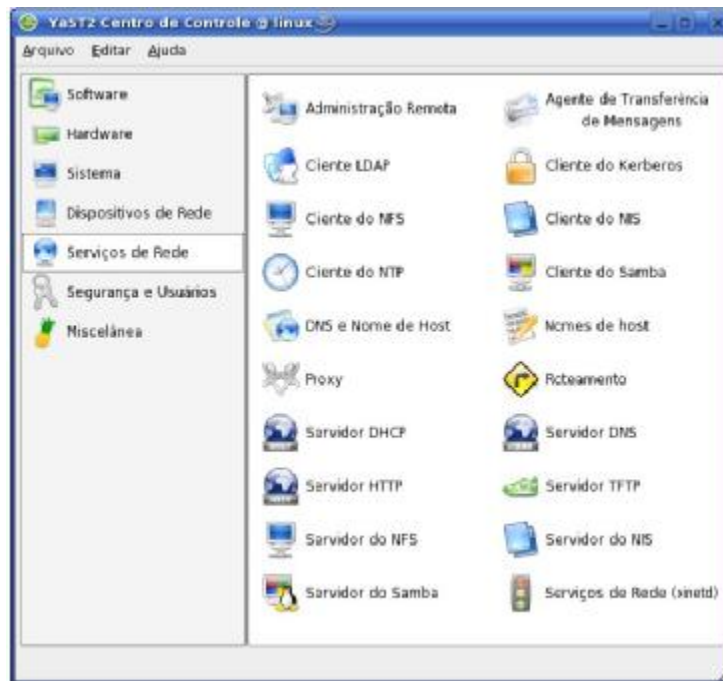 YaST2 Centro de Controle @ linux
Arquivo Editar Ajuda
Software
Hardware
Sistema
Dispositivos de Rede
Serviços de Rede
Segurança e Usuários
Miscelânea
Administração Remota
Agente de Transferência
de Mensagens
Cliente LDAP
Cliente do Kerberos
Cliente do NFS
Cliente do NIS
Cliente do NTP
Cliente do Samba
DNS e Nome de Host
Nomes de host
Proxy
Roteamento
Servidor DHCP
Servidor DNS
Servidor HTTP
Servidor TFTP
Servidor do NFS
Servidor do NIS
Servidor do Samba
Serviços de Rede (xinetd)